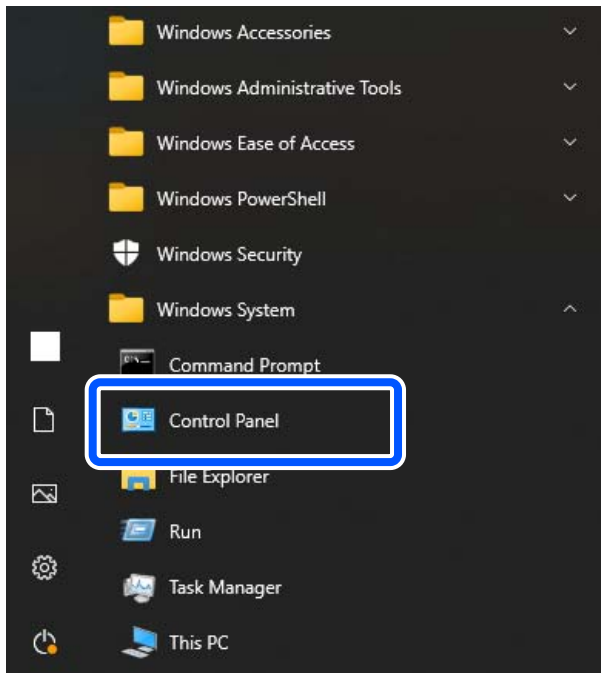 Windows Accessories
Windows Administrative Tools
Windows Ease of Access
Windows PowerShell
Windows Security
Windows System
Command Prompt
Control Panel
File Explorer
Run
Task Manager
This PC